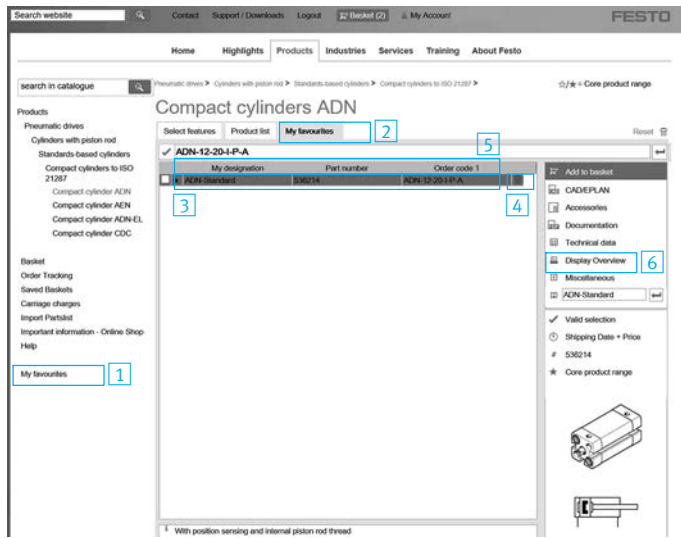 Search website
Contact Support / Downloads Logout Basket (2) My Account
FESTO
Home Highlights Products Industries Services Training About Festo
search in catalogue
Pneumatic drives > Cylinders with piston rod > Standards-based cylinders > Compact cylinders to ISO 21287 >
☆/★ = Core product range
Compact cylinders ADN
Products
Pneumatic drives
Cylinders with piston rod
Standards-based cylinders
Compact cylinders to ISO
21287
Compact cylinder ADN
Compact cylinder AEN
Compact cylinder ADN-EL
Compact cylinder CDC
Basket
Order Tracking
Saved Baskets
Carriage charges
Import Partslist
Important information - Online Shop
Help
My favourites
1
Select features Product list My favourites
2
Reset
ADN-12-20-I-P-A
5
My designation Part number Order code 1
ADN-Standard 536214 ADN-12-20-I-P-A
3
4
Add to basket
CAD/EPLAN
Accessories
Documentation
Technical data
Display Overview
6
Miscellaneous
ADN-Standard
Valid selection
Shipping Date + Price
# 536214
Core product range
With position sensing and internal piston rod thread